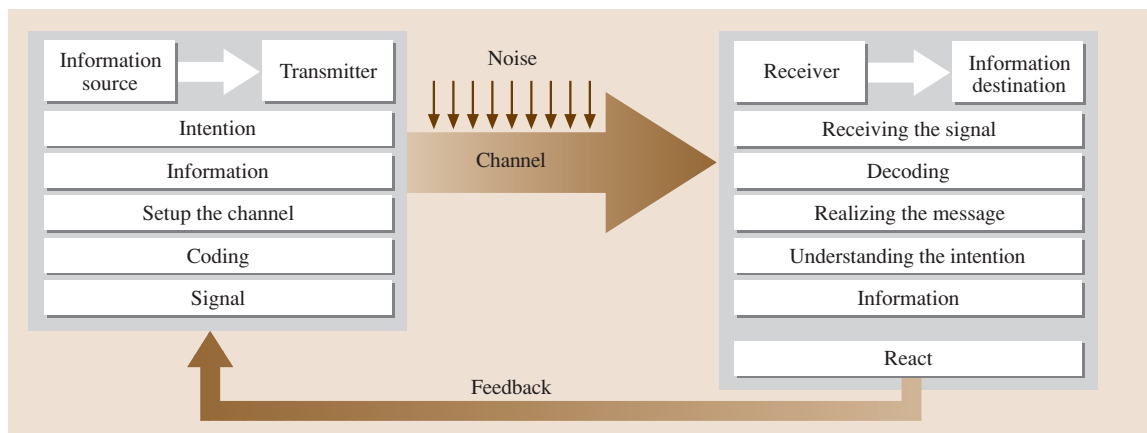 Information
source
Transmitter
Intention
Information
Setup the channel
Coding
Signal
Noise
Channel
Receiver
Information
destination
Receiving the signal
Decoding
Realizing the message
Understanding the intention
Information
React
Feedback